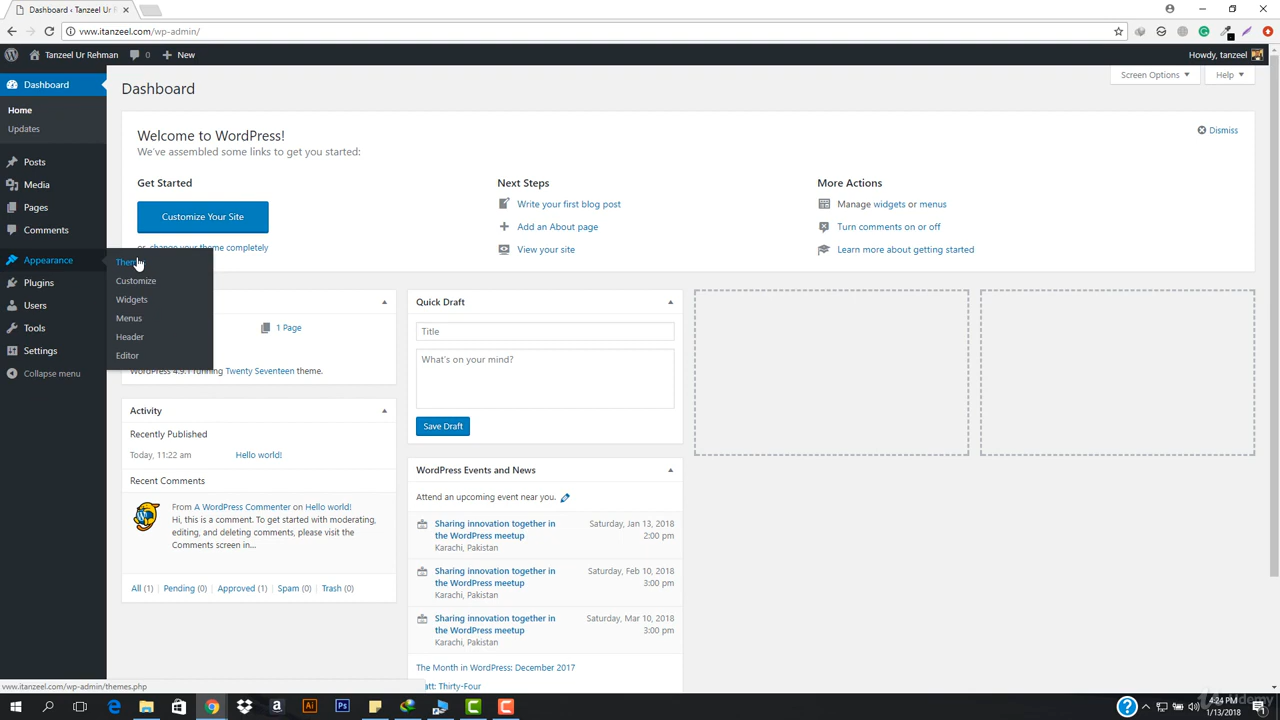 Dashboard ‹ Tanzeel Ur R
www.itanzeel.com/wp-admin/
Tanzeel Ur Rehman
0
New
Howdy, tanzeel
Dashboard
Home
Updates
Posts
Media
Pages
Comments
Appearance
Plugins
Users
Tools
Settings
Collapse menu
Customize
Widgets
Menus
Header
Editor
Dashboard
Screen Options ▼
Help ▼
Welcome to WordPress!
Dismiss
We've assembled some links to get you started:
Get Started
Customize Your Site
or, change your theme completely
Next Steps
Write your first blog post
Add an About page
View your site
More Actions
Manage widgets or menus
Turn comments on or off
Learn more about getting started
1 Page
WordPress 4.9.1 running Twenty Seventeen theme.
Activity
Recently Published
Today, 11:22 am Hello world!
Recent Comments
From A WordPress Commenter on Hello world!
Hi, this is a comment. To get started with moderating,
editing, and deleting comments, please visit the
Comments screen in…
All (1) | Pending (0) | Approved (1) | Spam (0) | Trash (0)
Quick Draft
Title
What's on your mind?
Save Draft
WordPress Events and News
Attend an upcoming event near you.
Sharing innovation together in
the WordPress meetup
Karachi, Pakistan
Saturday, Jan 13, 2018
2:00 pm
Sharing innovation together in
the WordPress meetup
Karachi, Pakistan
Saturday, Feb 10, 2018
3:00 pm
Sharing innovation together in
the WordPress meetup
Karachi, Pakistan
Saturday, Mar 10, 2018
3:00 pm
The Month in WordPress: December 2017
Matt: Thirty-Four
www.itanzeel.com/wp-admin/themes.php
4:24 PM
1/13/2018
Udemy